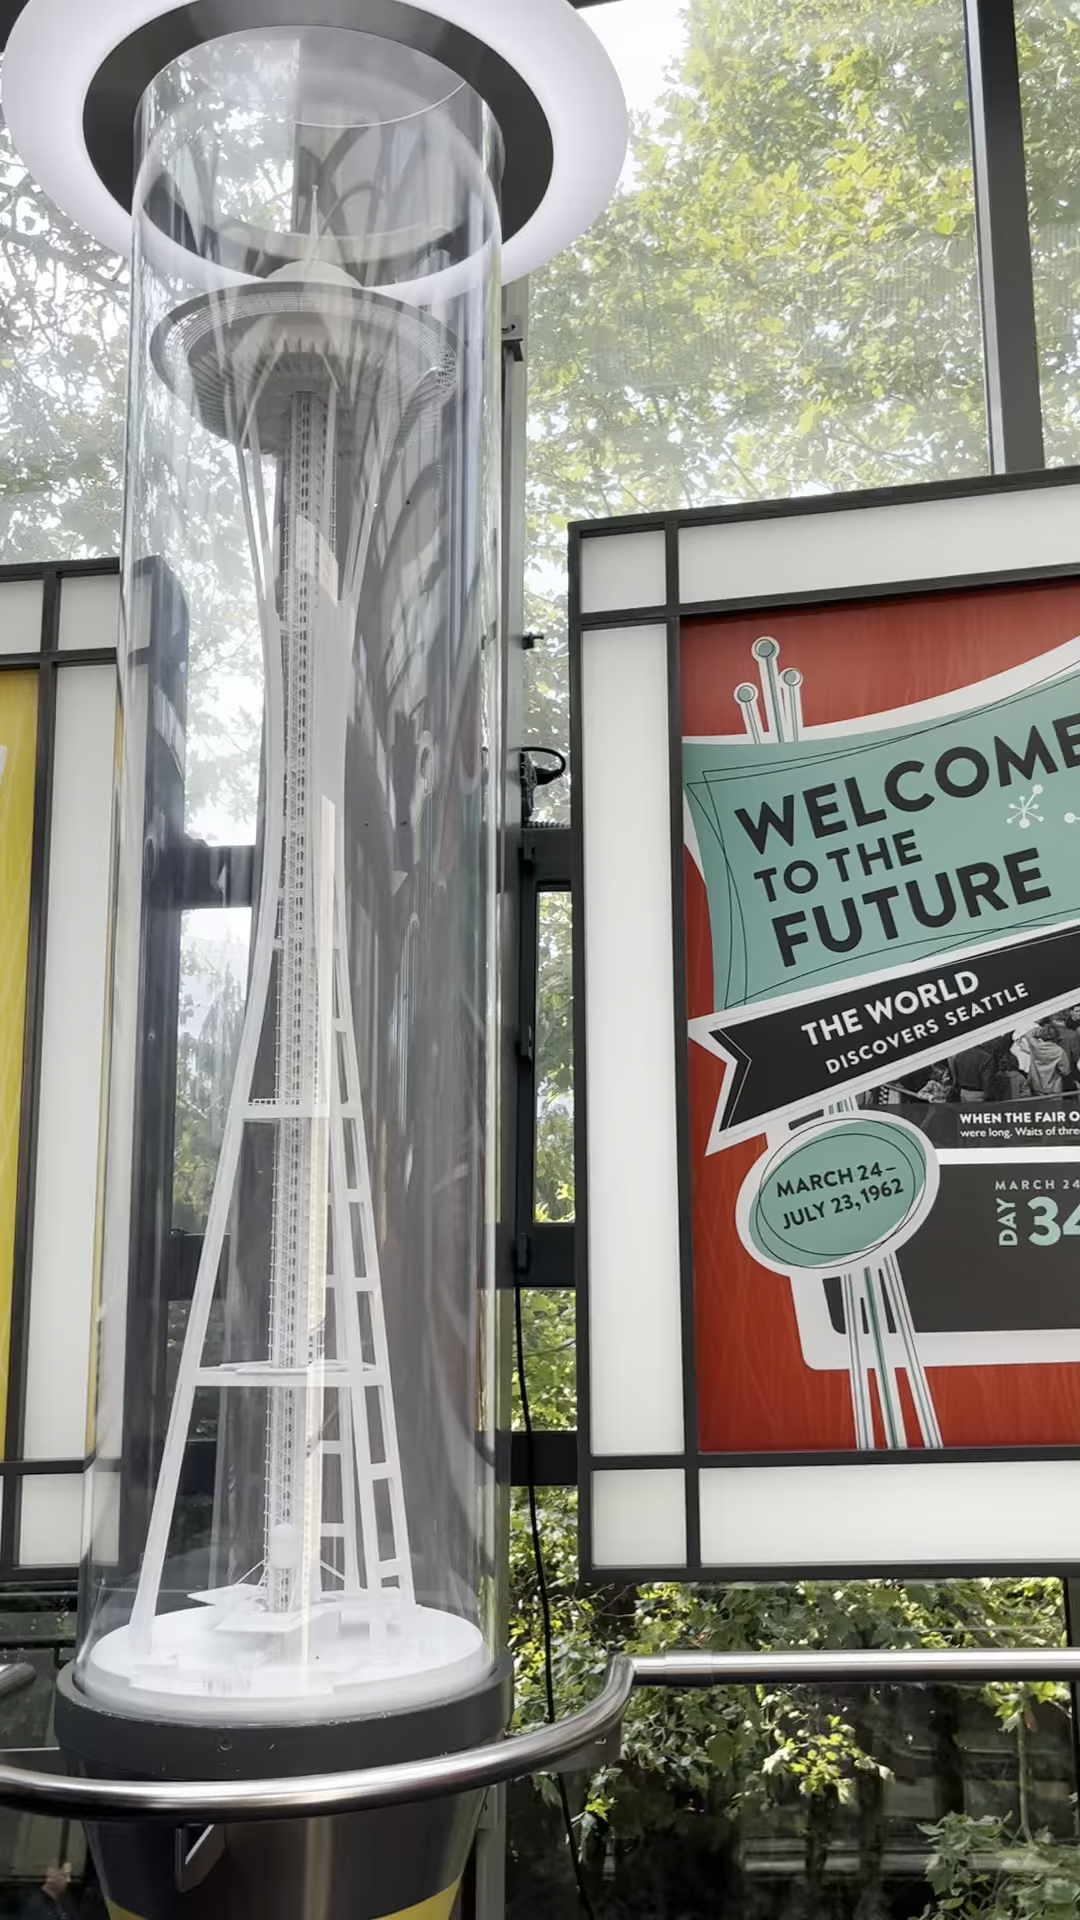 WELCOME
TO THE
FUTURE
THE WORLD
DISCOVERS SEATTLE
WHEN THE FAIR O
were long. Waits of thre
MARCH 24–
JULY 23, 1962
MARCH 24
DAY
34